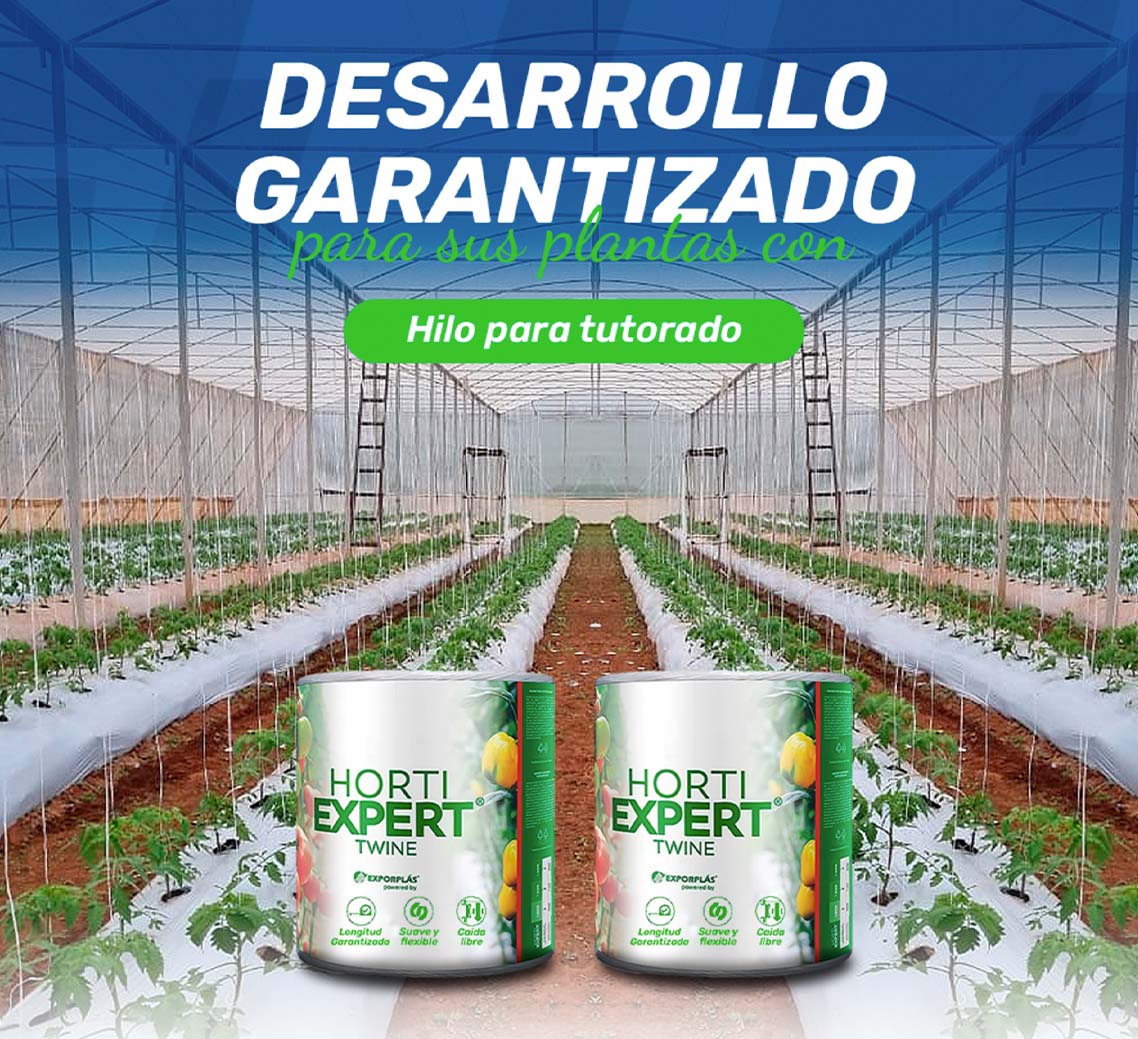 DESARROLLO
GARANTIZADO
para sus plantas con
Hilo para tutorado
HORTI
EXPERT®
TWINE
EXPORPLÁS
powered by
Longitud
Garantizada
Suave y
flexible
Caída
libre
HORTI
EXPERT®
TWINE
EXPORPLÁS
powered by
Longitud
Garantizada
Suave y
flexible
Caída
libre